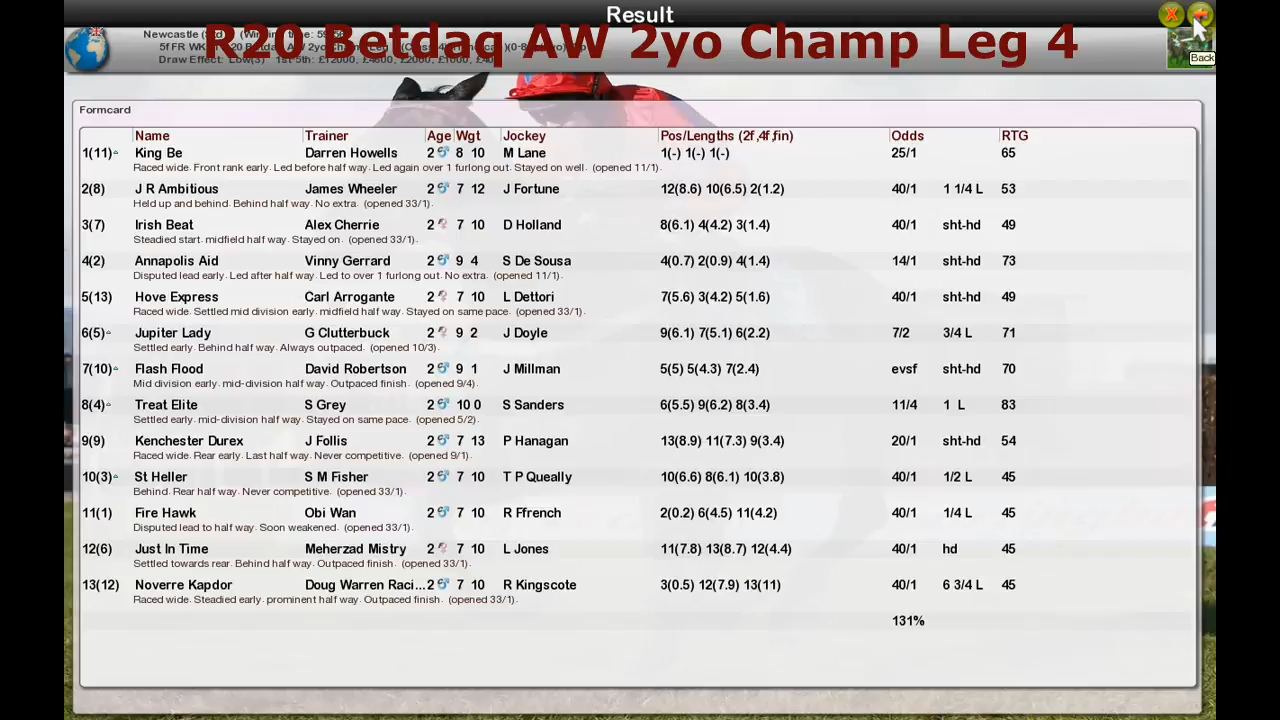 Result
R20 Betdaq AW 2yo Champ Leg 4
Newcastle
Draw Effect: Low(3) 1st-5th: £12000,
Back
Formcard
Name Trainer Age Wgt Jockey Pos/Lengths (2f,4f,fin) Odds RTG
1(11) King Be Darren Howells 2 8 10 M Lane 1(-) 1(-) 1(-) 25/1 65
Raced wide. Front rank early. Led before half way. Led again over 1 furlong out. Stayed on well. (opened 11/1).
2(8) J R Ambitious James Wheeler 2 7 12 J Fortune 12(8.6) 10(6.5) 2(1.2) 40/1 1 1/4 L 53
Held up and behind. Behind half way. No extra. (opened 33/1).
3(7) Irish Beat Alex Cherrie 2 7 10 D Holland 8(6.1) 4(4.2) 3(1.4) 40/1 sht-hd 49
Steadied start. midfield half way. Stayed on. (opened 33/1).
4(2) Annapolis Aid Vinny Gerrard 2 9 4 S De Sousa 4(0.7) 2(0.9) 4(1.4) 14/1 sht-hd 73
Disputed lead early. Led after half way. Led to over 1 furlong out. No extra. (opened 11/1).
5(13) Hove Express Carl Arrogante 2 7 10 L Dettori 7(5.6) 3(4.2) 5(1.6) 40/1 sht-hd 49
Raced wide. Settled mid division early. midfield half way. Stayed on same pace. (opened 33/1).
6(5) Jupiter Lady G Clutterbuck 2 9 2 J Doyle 9(6.1) 7(5.1) 6(2.2) 7/2 3/4 L 71
Settled early. Behind half way. Always outpaced. (opened 10/3).
7(10) Flash Flood David Robertson 2 9 1 J Millman 5(5) 5(4.3) 7(2.4) evsf sht-hd 70
Mid division early. mid-division half way. Outpaced finish. (opened 9/4).
8(4) Treat Elite S Grey 2 10 0 S Sanders 6(5.5) 9(6.2) 8(3.4) 11/4 1 L 83
Settled early. mid-division half way. Stayed on same pace. (opened 5/2).
9(9) Kenchester Durex J Follis 2 7 13 P Hanagan 13(8.9) 11(7.3) 9(3.4) 20/1 sht-hd 54
Raced wide. Rear early. Last half way. Never competitive. (opened 9/1).
10(3) St Heller S M Fisher 2 7 10 T P Queally 10(6.6) 8(6.1) 10(3.8) 40/1 1/2 L 45
Behind. Rear half way. Never competitive. (opened 33/1).
11(1) Fire Hawk Obi Wan 2 7 10 R Ffrench 2(0.2) 6(4.5) 11(4.2) 40/1 1/4 L 45
Disputed lead to half way. Soon weakened. (opened 33/1).
12(6) Just In Time Meherzad Mistry 2 7 10 L Jones 11(7.8) 13(8.7) 12(4.4) 40/1 hd 45
Settled towards rear. Behind half way. Outpaced finish. (opened 33/1).
13(12) Noverre Kapdor Doug Warren Raci... 2 7 10 R Kingscote 3(0.5) 12(7.9) 13(11) 40/1 6 3/4 L 45
Raced wide. Steadied early. prominent half way. Outpaced finish. (opened 33/1).
131%